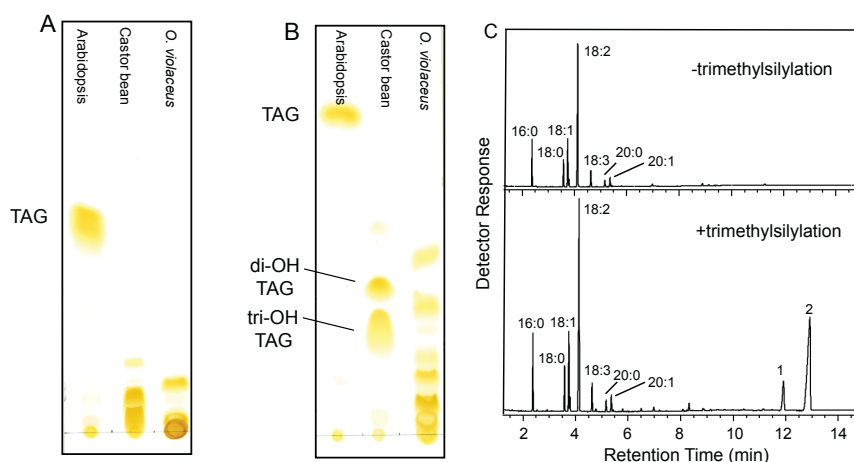 A
Arabidopsis
Castor bean
O. violaceus
TAG
B
Arabidopsis
Castor bean
O. violaceus
TAG
di-OH
TAG
tri-OH
TAG
C
-trimethylsilylation
16:0
18:0
18:1
18:2
18:3
20:0
20:1
+trimethylsilylation
16:0
18:0
18:1
18:2
18:3
20:0
20:1
1
2
Detector Response
2 4 6 8 10 12 14
Retention Time (min)